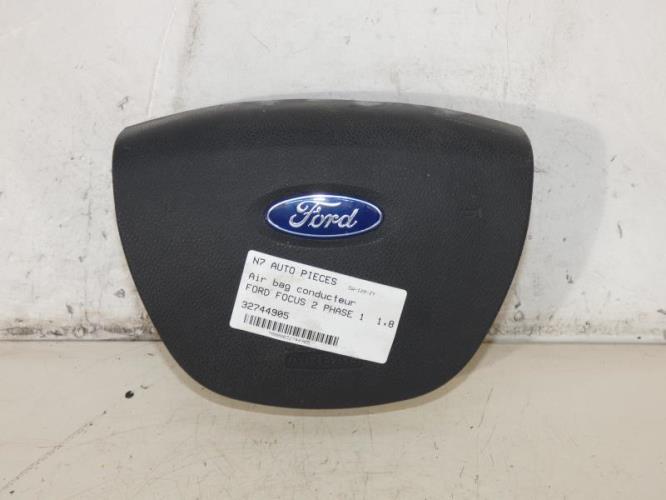 Ford
N7 AUTO PIECES
Air bag conducteur
FORD FOCUS 2 PHASE 1 1.8
32744905